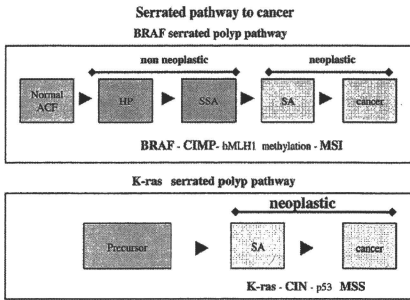 Serrated pathway to cancer
BRAF serrated polyp pathway
non neoplastic neoplastic
Normal ACF HP SSA SA cancer
BRAF - CIMP- hMLH1 methylation - MSI
K-ras serrated polyp pathway
neoplastic
Precursor SA cancer
K-ras - CIN - p53 MSS